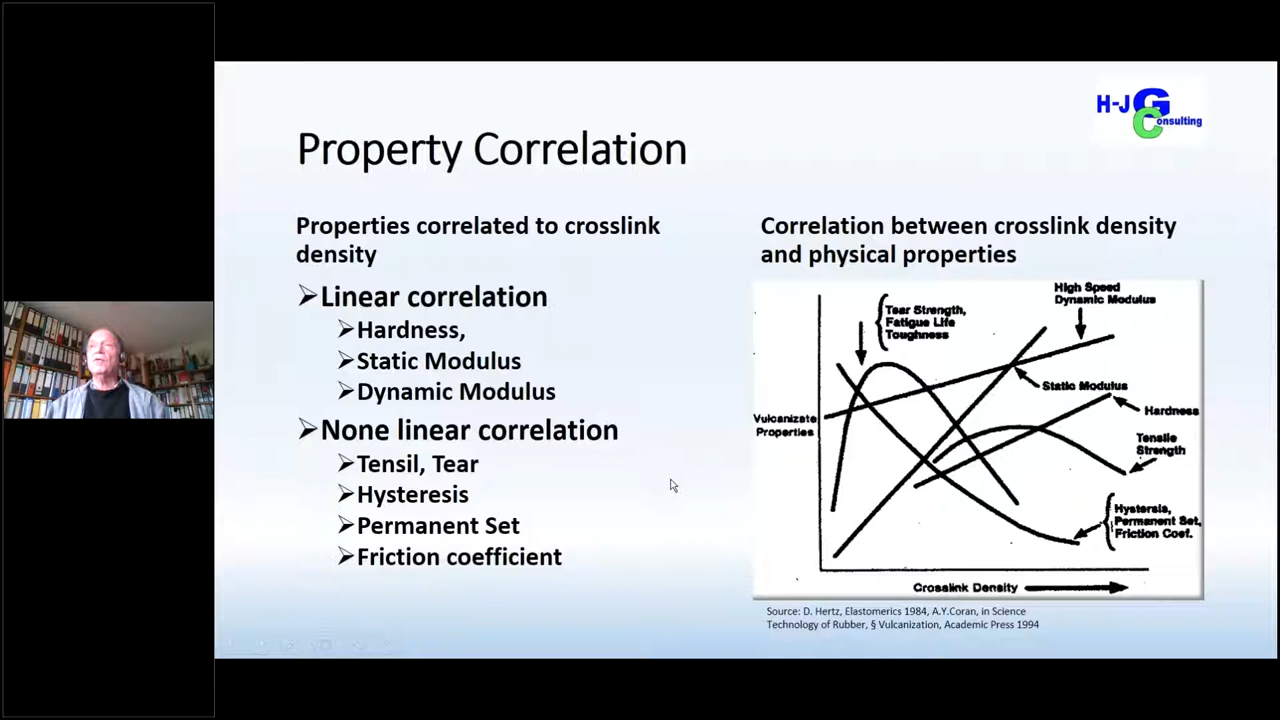 H-J GC onsulting
Property Correlation
Properties correlated to crosslink
density
Linear correlation
Hardness,
Static Modulus
Dynamic Modulus
None linear correlation
Tensil, Tear
Hysteresis
Permanent Set
Friction coefficient
Correlation between crosslink density
and physical properties
High Speed
Dynamic Modulus
Tear Strength,
Fatigue Life
Toughness
Static Modulus
Hardness
Vulcanizate
Properties
Tensile
Strength
Hystersis,
Permanent Set,
Friction Coef.
Crosslink Density
Source: D. Hertz, Elastomerics 1984, A.Y.Coran, in Science
Technology of Rubber, § Vulcanization, Academic Press 1994